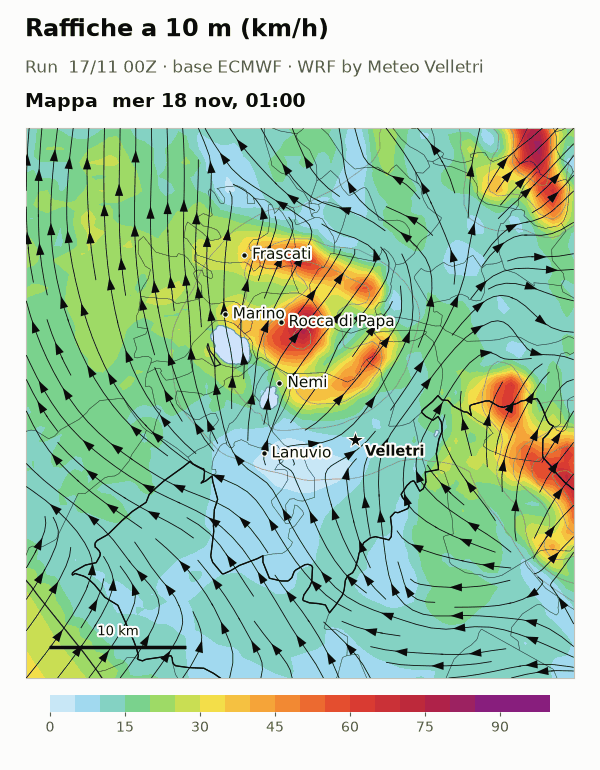 Raffiche a 10 m (km/h)
Run 17/11 00Z · base ECMWF · WRF by Meteo Velletri
Mappa mer 18 nov, 01:00
Frascati
Marino
Rocca di Papa
Nemi
Velletri
Lanuvio
10 km
0 15 30 45 60 75 90